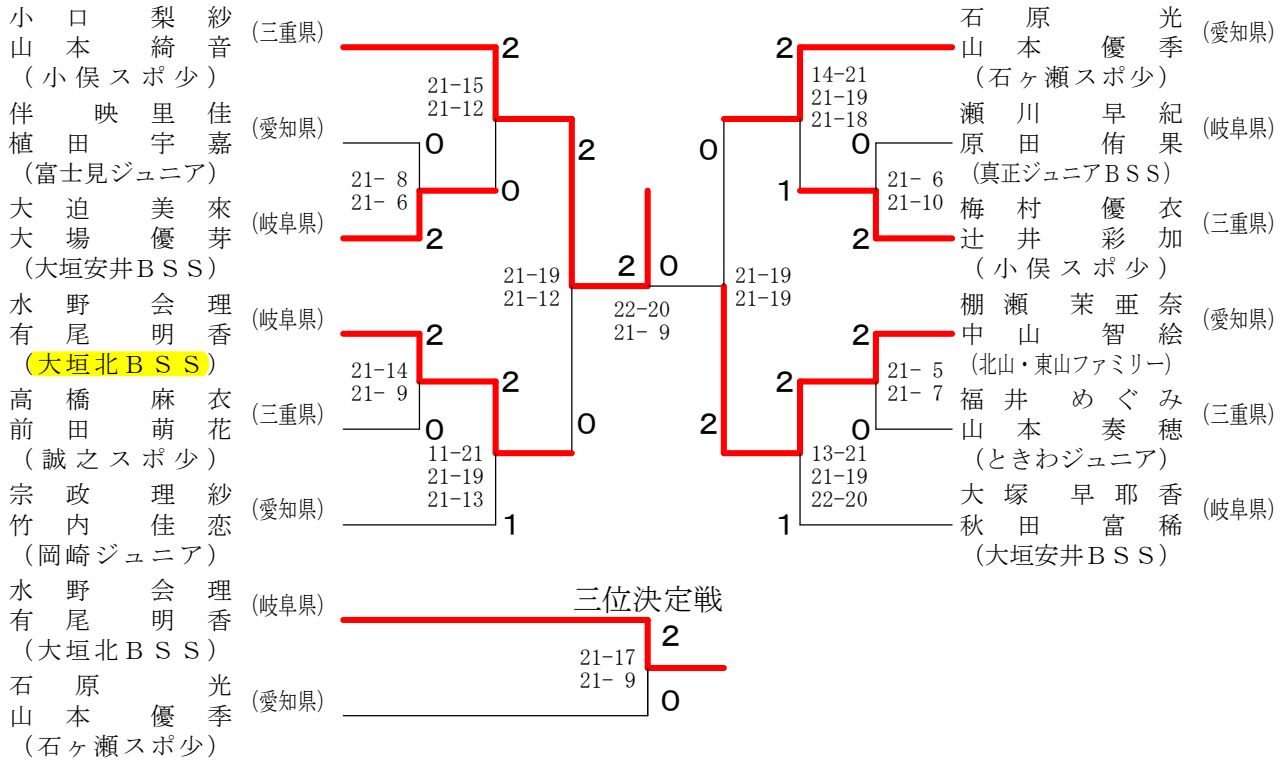 小口 梨紗
山本 綺音
(三重県)
(小俣スポ少)
伴 映里佳
植田 宇嘉
(愛知県)
(富士見ジュニア)
大迫 美來
大場 優芽
(岐阜県)
(大垣安井BSS)
水野 会理
有尾 明香
(岐阜県)
(大垣北BSS)
高橋 麻衣
前田 萌花
(三重県)
(誠之スポ少)
宗政 理紗
竹内 佳恋
(愛知県)
(岡崎ジュニア)
2
21-15
21-12
0
0
21- 8
21- 6
2
2
21-19
21-12
2
21-14
21- 9
0
2
11-21
21-19
21-13
1
0
2 0
22-20
21- 9
2
14-21
21-19
21-18
0
0
1
21- 6
21-10
2
21-19
21-19
2
2
21- 5
21- 7
0
2
13-21
21-19
22-20
1
石原 光
山本 優季
(愛知県)
(石ヶ瀬スポ少)
瀬川 早紀
原田 侑果
(岐阜県)
(真正ジュニアBSS)
梅村 優衣
辻井 彩加
(三重県)
(小俣スポ少)
棚瀬 茉亜奈
中山 智絵
(愛知県)
(北山・東山ファミリー)
福井 めぐみ
山本 奏穂
(三重県)
(ときわジュニア)
大塚 早耶香
秋田 富稀
(岐阜県)
(大垣安井BSS)
三位決定戦
水野 会理
有尾 明香
(岐阜県)
(大垣北BSS)
石原 光
山本 優季
(愛知県)
(石ヶ瀬スポ少)
2
21-17
21- 9
0